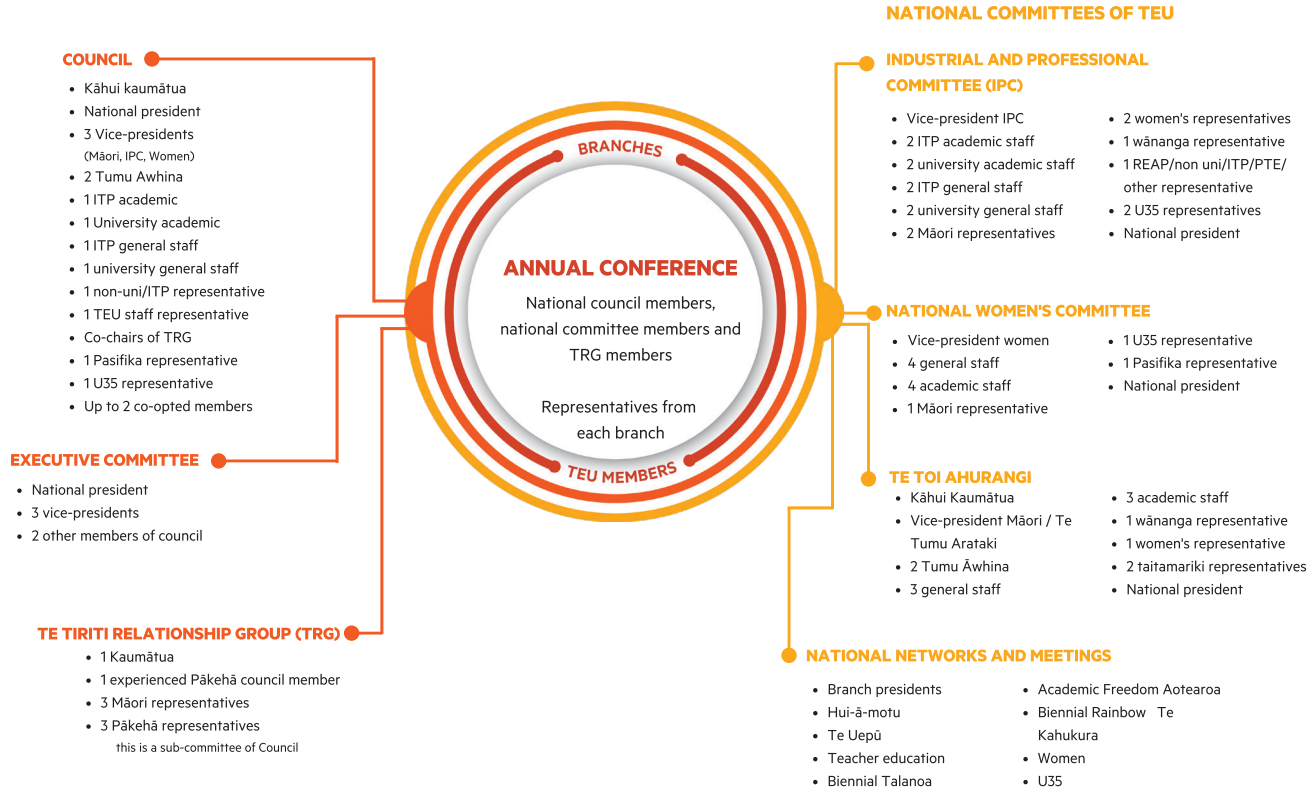 NATIONAL COMMITTEES OF TEU
COUNCIL
• Kāhui kaumātua
• National president
• 3 Vice-presidents
(Māori, IPC, Women)
• 2 Tumu Awhina
• 1 ITP academic
• 1 University academic
• 1 ITP general staff
• 1 university general staff
• 1 non-uni/ITP representative
• 1 TEU staff representative
• Co-chairs of TRG
• 1 Pasifika representative
• 1 U35 representative
• Up to 2 co-opted members
EXECUTIVE COMMITTEE
• National president
• 3 vice-presidents
• 2 other members of council
TE TIRITI RELATIONSHIP GROUP (TRG)
• 1 Kaumātua
• 1 experienced Pākehā council member
• 3 Māori representatives
• 3 Pākehā representatives
this is a sub-committee of Council
BRANCHES
ANNUAL CONFERENCE
National council members,
national committee members and
TRG members
Representatives from
each branch
TEU MEMBERS
INDUSTRIAL AND PROFESSIONAL
COMMITTEE (IPC)
• Vice-president IPC
• 2 ITP academic staff
• 2 university academic staff
• 2 ITP general staff
• 2 university general staff
• 2 Māori representatives
• 2 women's representatives
• 1 wānanga representative
• 1 REAP/non uni/ITP/PTE/
other representative
• 2 U35 representatives
• National president
NATIONAL WOMEN'S COMMITTEE
• Vice-president women
• 4 general staff
• 4 academic staff
• 1 Māori representative
• 1 U35 representative
• 1 Pasifika representative
• National president
TE TOI AHURANGI
• Kāhui Kaumātua
• Vice-president Māori / Te
Tumu Arataki
• 2 Tumu Āwhina
• 3 general staff
• 3 academic staff
• 1 wānanga representative
• 1 women's representative
• 2 taitamariki representatives
• National president
NATIONAL NETWORKS AND MEETINGS
• Branch presidents
• Hui-ā-motu
• Te Uepū
• Teacher education
• Biennial Talanoa
• Academic Freedom Aotearoa
• Biennial Rainbow Te
Kahukura
• Women
• U35